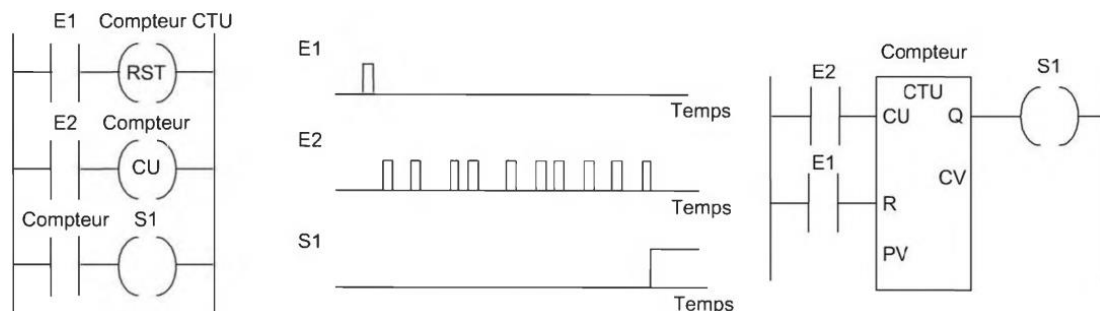 E1 Compteur CTU
RST
E2 Compteur
CU
Compteur S1
E1
Temps
E2
Temps
S1
Temps
Compteur
E2 S1
CTU
CU Q
E1 CV
R
PV